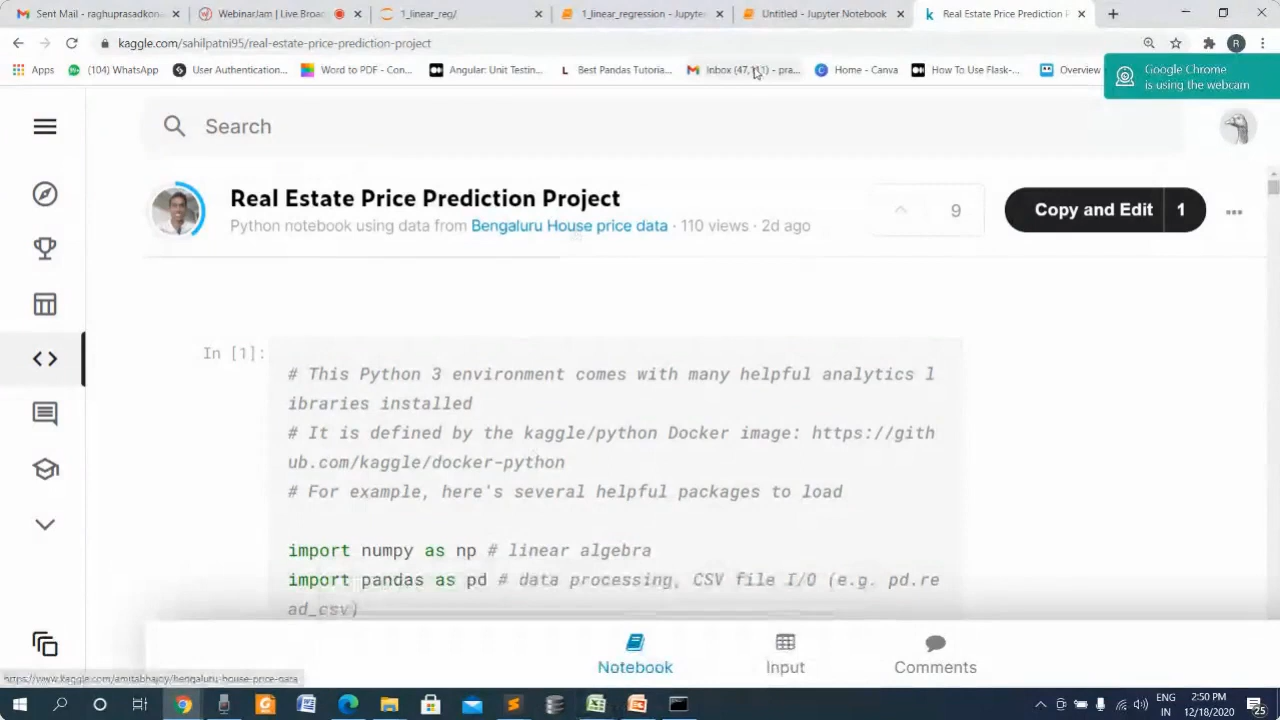 Sent Mail - raghuprasadkon
WebinarJam | Live Broa
1_linear_reg/
1_linear_regression - Jupyte
Untitled - Jupyter Notebook
Real Estate Price Prediction P
kaggle.com/sahilpatni95/real-estate-price-prediction-project
R
Apps
(104) WhatsApp
User Authentication...
Word to PDF - Con...
Angular: Unit Testin...
Best Pandas Tutoria...
Inbox (47, - pra...
Home - Canva
How To Use Flask-...
Overview
Google Chrome
is using the webcam
Search
Real Estate Price Prediction Project
Python notebook using data from Bengaluru House price data · 110 views · 2d ago
9
Copy and Edit 1
In [1]:
# This Python 3 environment comes with many helpful analytics l
ibraries installed
# It is defined by the kaggle/python Docker image: https://gith
ub.com/kaggle/docker-python
# For example, here's several helpful packages to load
import numpy as np # linear algebra
import pandas as pd # data processing, CSV file I/O (e.g. pd.re
ad_csv)
Notebook
Input
Comments
https://www.kaggle.com/amitabhajoy/bengaluru-house-price-data
ENG
IN
2:50 PM
12/18/2020
25